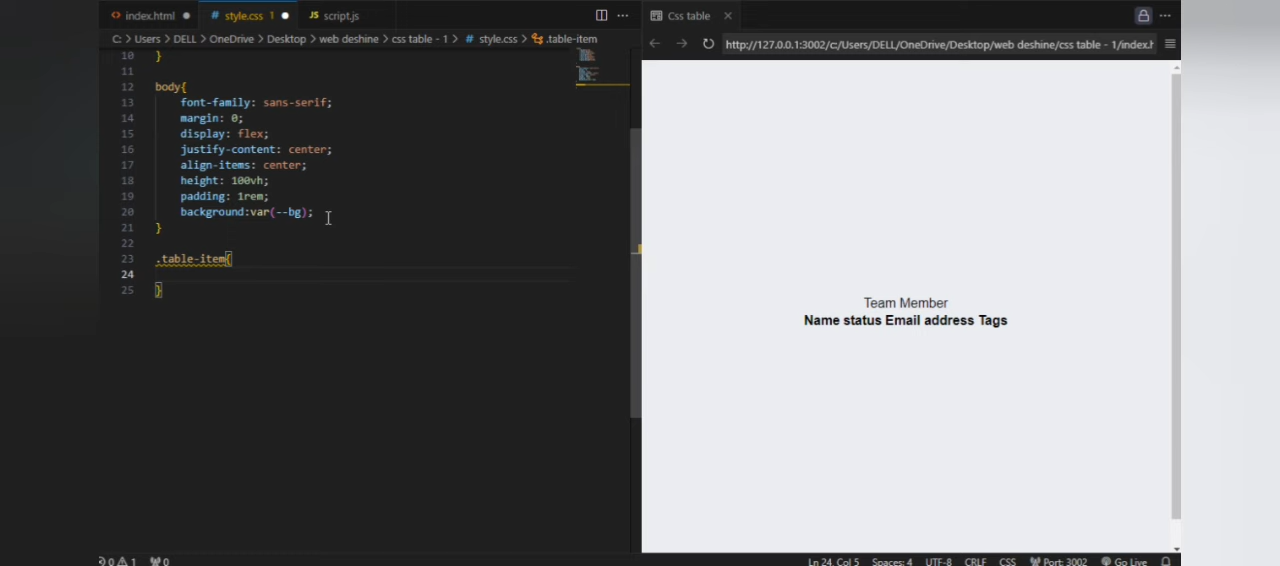 index.html
# style.css 1
JS script.js
Css table
C: > Users > DELL > OneDrive > Desktop > web deshine > css table - 1 > # style.css > .table-item
http://127.0.0.1:3002/c:/Users/DELL/OneDrive/Desktop/web deshine/css table - 1/index.h
10 }
11
12 body{
13 font-family: sans-serif;
14 margin: 0;
15 display: flex;
16 justify-content: center;
17 align-items: center;
18 height: 100vh;
19 padding: 1rem;
20 background:var(--bg);
21 }
22
23 .table-item{
24
25 }
Team Member
Name status Email address Tags
0 1 0
Ln 24, Col 5 Spaces: 4 UTF-8 CRLF CSS Port: 3002 Go Live